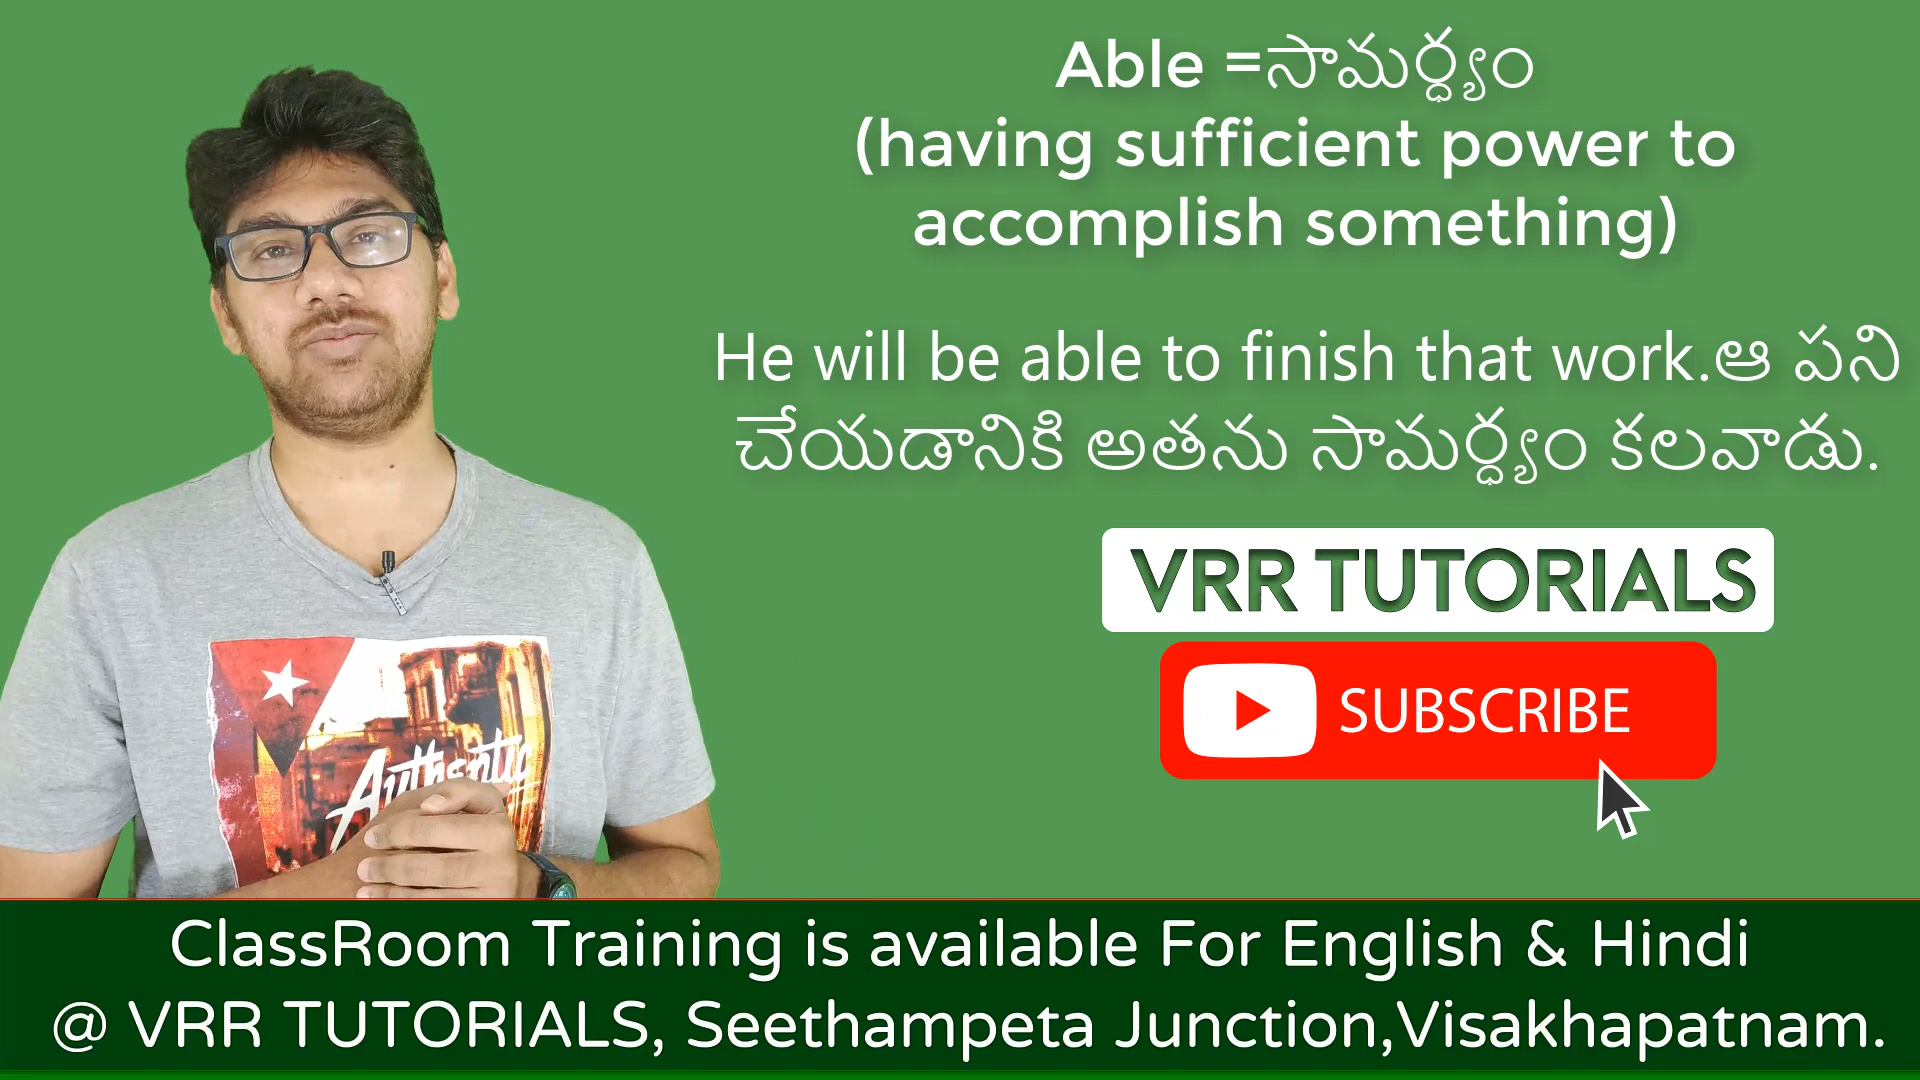 Able =సామర్ధ్యం
(having sufficient power to
accomplish something)
He will be able to finish that work.ఆ పని
చేయడానికి అతను సామర్ధ్యం కలవాడు.
VRR TUTORIALS
SUBSCRIBE
Authentic
ClassRoom Training is available For English & Hindi
@ VRR TUTORIALS, Seethampeta Junction,Visakhapatnam.